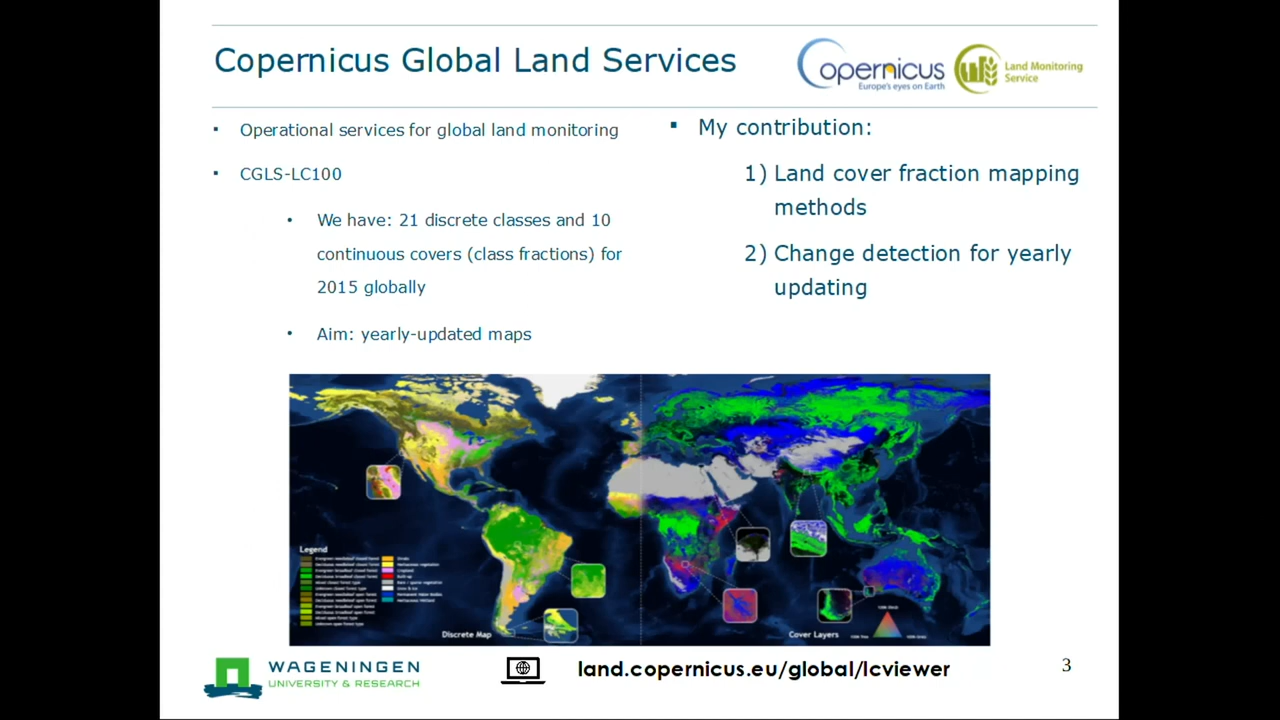 Copernicus Global Land Services
opernicus
Europe's eyes on Earth
Land Monitoring
Service
▪ Operational services for global land monitoring
▪ CGLS-LC100
• We have: 21 discrete classes and 10
continuous covers (class fractions) for
2015 globally
• Aim: yearly-updated maps
▪ My contribution:
1) Land cover fraction mapping
methods
2) Change detection for yearly
updating
Legend
Discrete Map
Cover Layers
WAGENINGEN
UNIVERSITY & RESEARCH
land.copernicus.eu/global/lcviewer
3